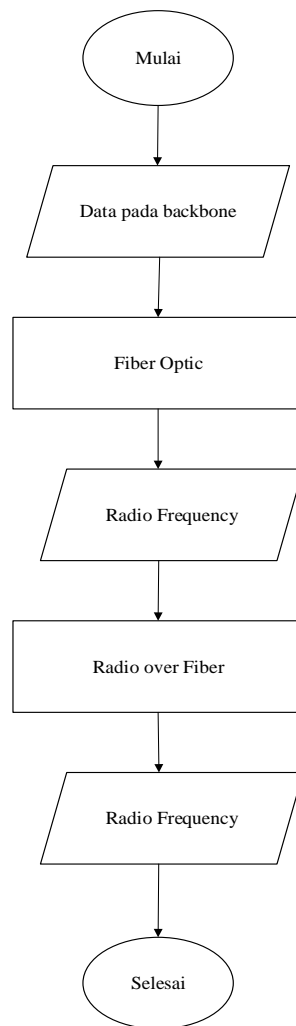 Mulai
Data pada backbone
Fiber Optic
Radio Frequency
Radio over Fiber
Radio Frequency
Selesai